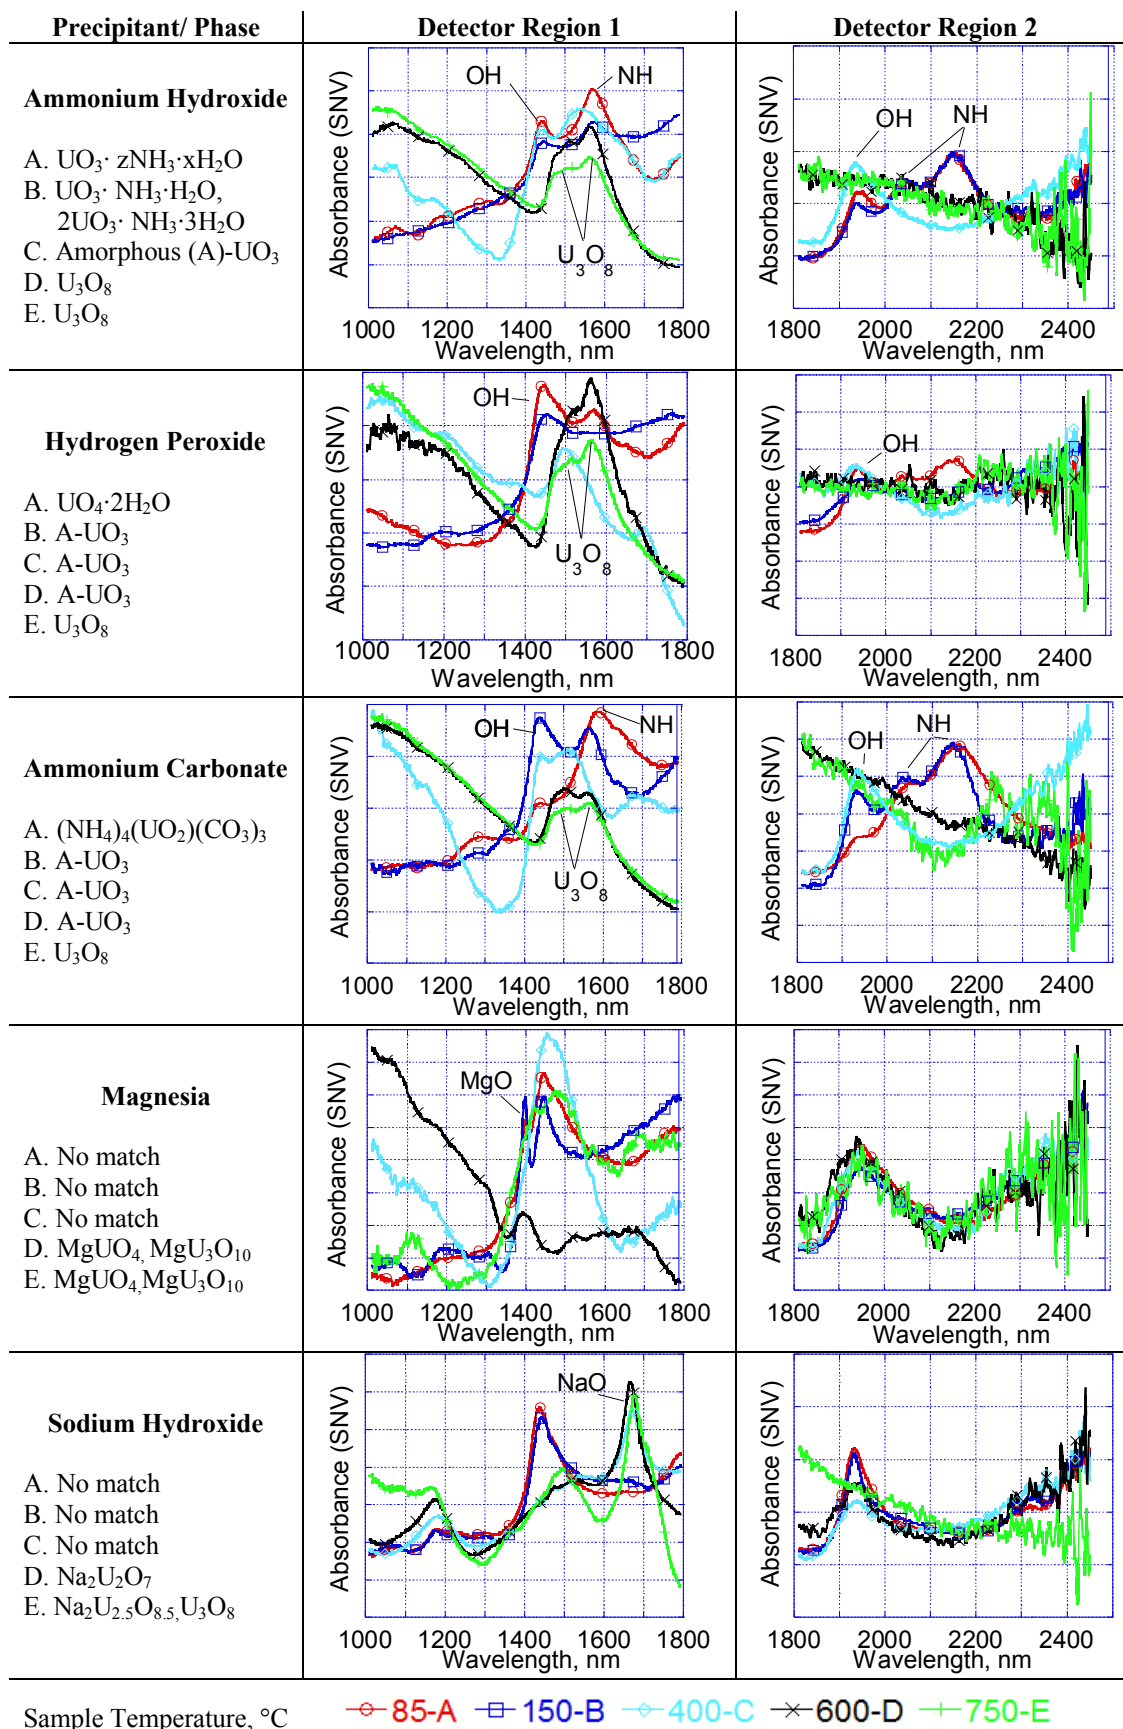 Precipitant/ Phase
Detector Region 1
Detector Region 2
Ammonium Hydroxide
A. UO₃· zNH₃·xH₂O
B. UO₃· NH₃·H₂O,
2UO₃· NH₃·3H₂O
C. Amorphous (A)-UO₃
D. U₃O₈
E. U₃O₈
Absorbance (SNV)
OH
NH
U₃O₈
1000 1200 1400 1600 1800
Wavelength, nm
Absorbance (SNV)
OH
NH
1800 2000 2200 2400
Wavelength, nm
Hydrogen Peroxide
A. UO₄·2H₂O
B. A-UO₃
C. A-UO₃
D. A-UO₃
E. U₃O₈
Absorbance (SNV)
OH
U₃O₈
1000 1200 1400 1600 1800
Wavelength, nm
Absorbance (SNV)
OH
1800 2000 2200 2400
Wavelength, nm
Ammonium Carbonate
A. (NH₄)₄(UO₂)(CO₃)₃
B. A-UO₃
C. A-UO₃
D. A-UO₃
E. U₃O₈
Absorbance (SNV)
OH
NH
U₃O₈
1000 1200 1400 1600 1800
Wavelength, nm
Absorbance (SNV)
OH
NH
1800 2000 2200 2400
Wavelength, nm
Magnesia
A. No match
B. No match
C. No match
D. MgUO₄, MgU₃O₁₀
E. MgUO₄,MgU₃O₁₀
Absorbance (SNV)
MgO
1000 1200 1400 1600 1800
Wavelength, nm
Absorbance (SNV)
1800 2000 2200 2400
Wavelength, nm
Sodium Hydroxide
A. No match
B. No match
C. No match
D. Na₂U₂O₇
E. Na₂U₂.₅O₈.₅,U₃O₈
Absorbance (SNV)
NaO
1000 1200 1400 1600 1800
Wavelength, nm
Absorbance (SNV)
1800 2000 2200 2400
Wavelength, nm
Sample Temperature, °C
85-A 150-B 400-C 600-D 750-E